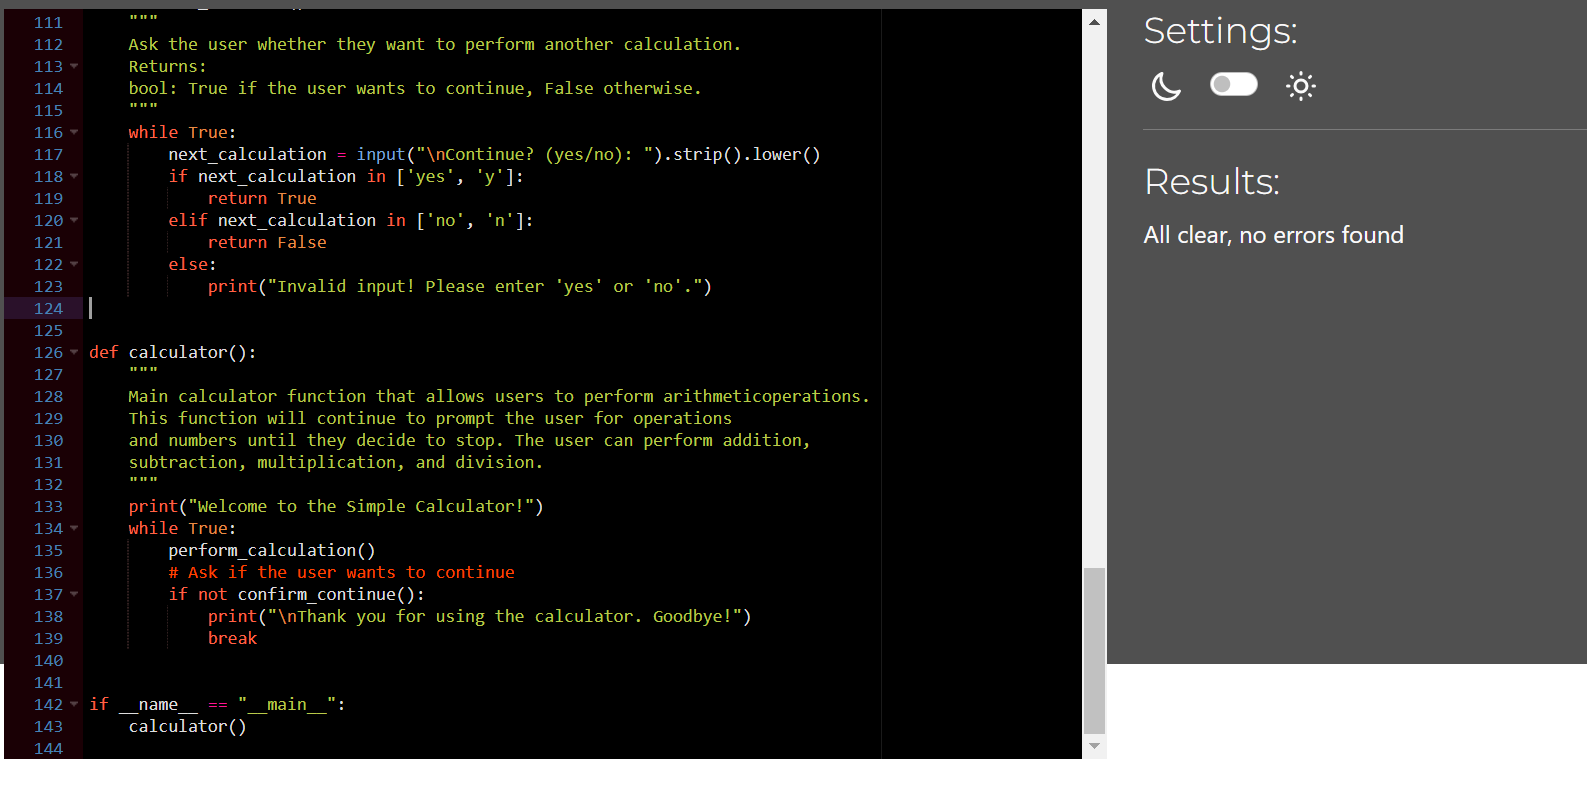 111 """
112 Ask the user whether they want to perform another calculation.
113 Returns:
114 bool: True if the user wants to continue, False otherwise.
115 """
116 while True:
117 next_calculation = input("\nContinue? (yes/no): ").strip().lower()
118 if next_calculation in ['yes', 'y']:
119 return True
120 elif next_calculation in ['no', 'n']:
121 return False
122 else:
123 print("Invalid input! Please enter 'yes' or 'no'.")
124
125
126 def calculator():
127 """
128 Main calculator function that allows users to perform arithmeticoperations.
129 This function will continue to prompt the user for operations
130 and numbers until they decide to stop. The user can perform addition,
131 subtraction, multiplication, and division.
132 """
133 print("Welcome to the Simple Calculator!")
134 while True:
135 perform_calculation()
136 # Ask if the user wants to continue
137 if not confirm_continue():
138 print("\nThank you for using the calculator. Goodbye!")
139 break
140
141
142 if __name__ == "__main__":
143 calculator()
144
Settings:
Results:
All clear, no errors found